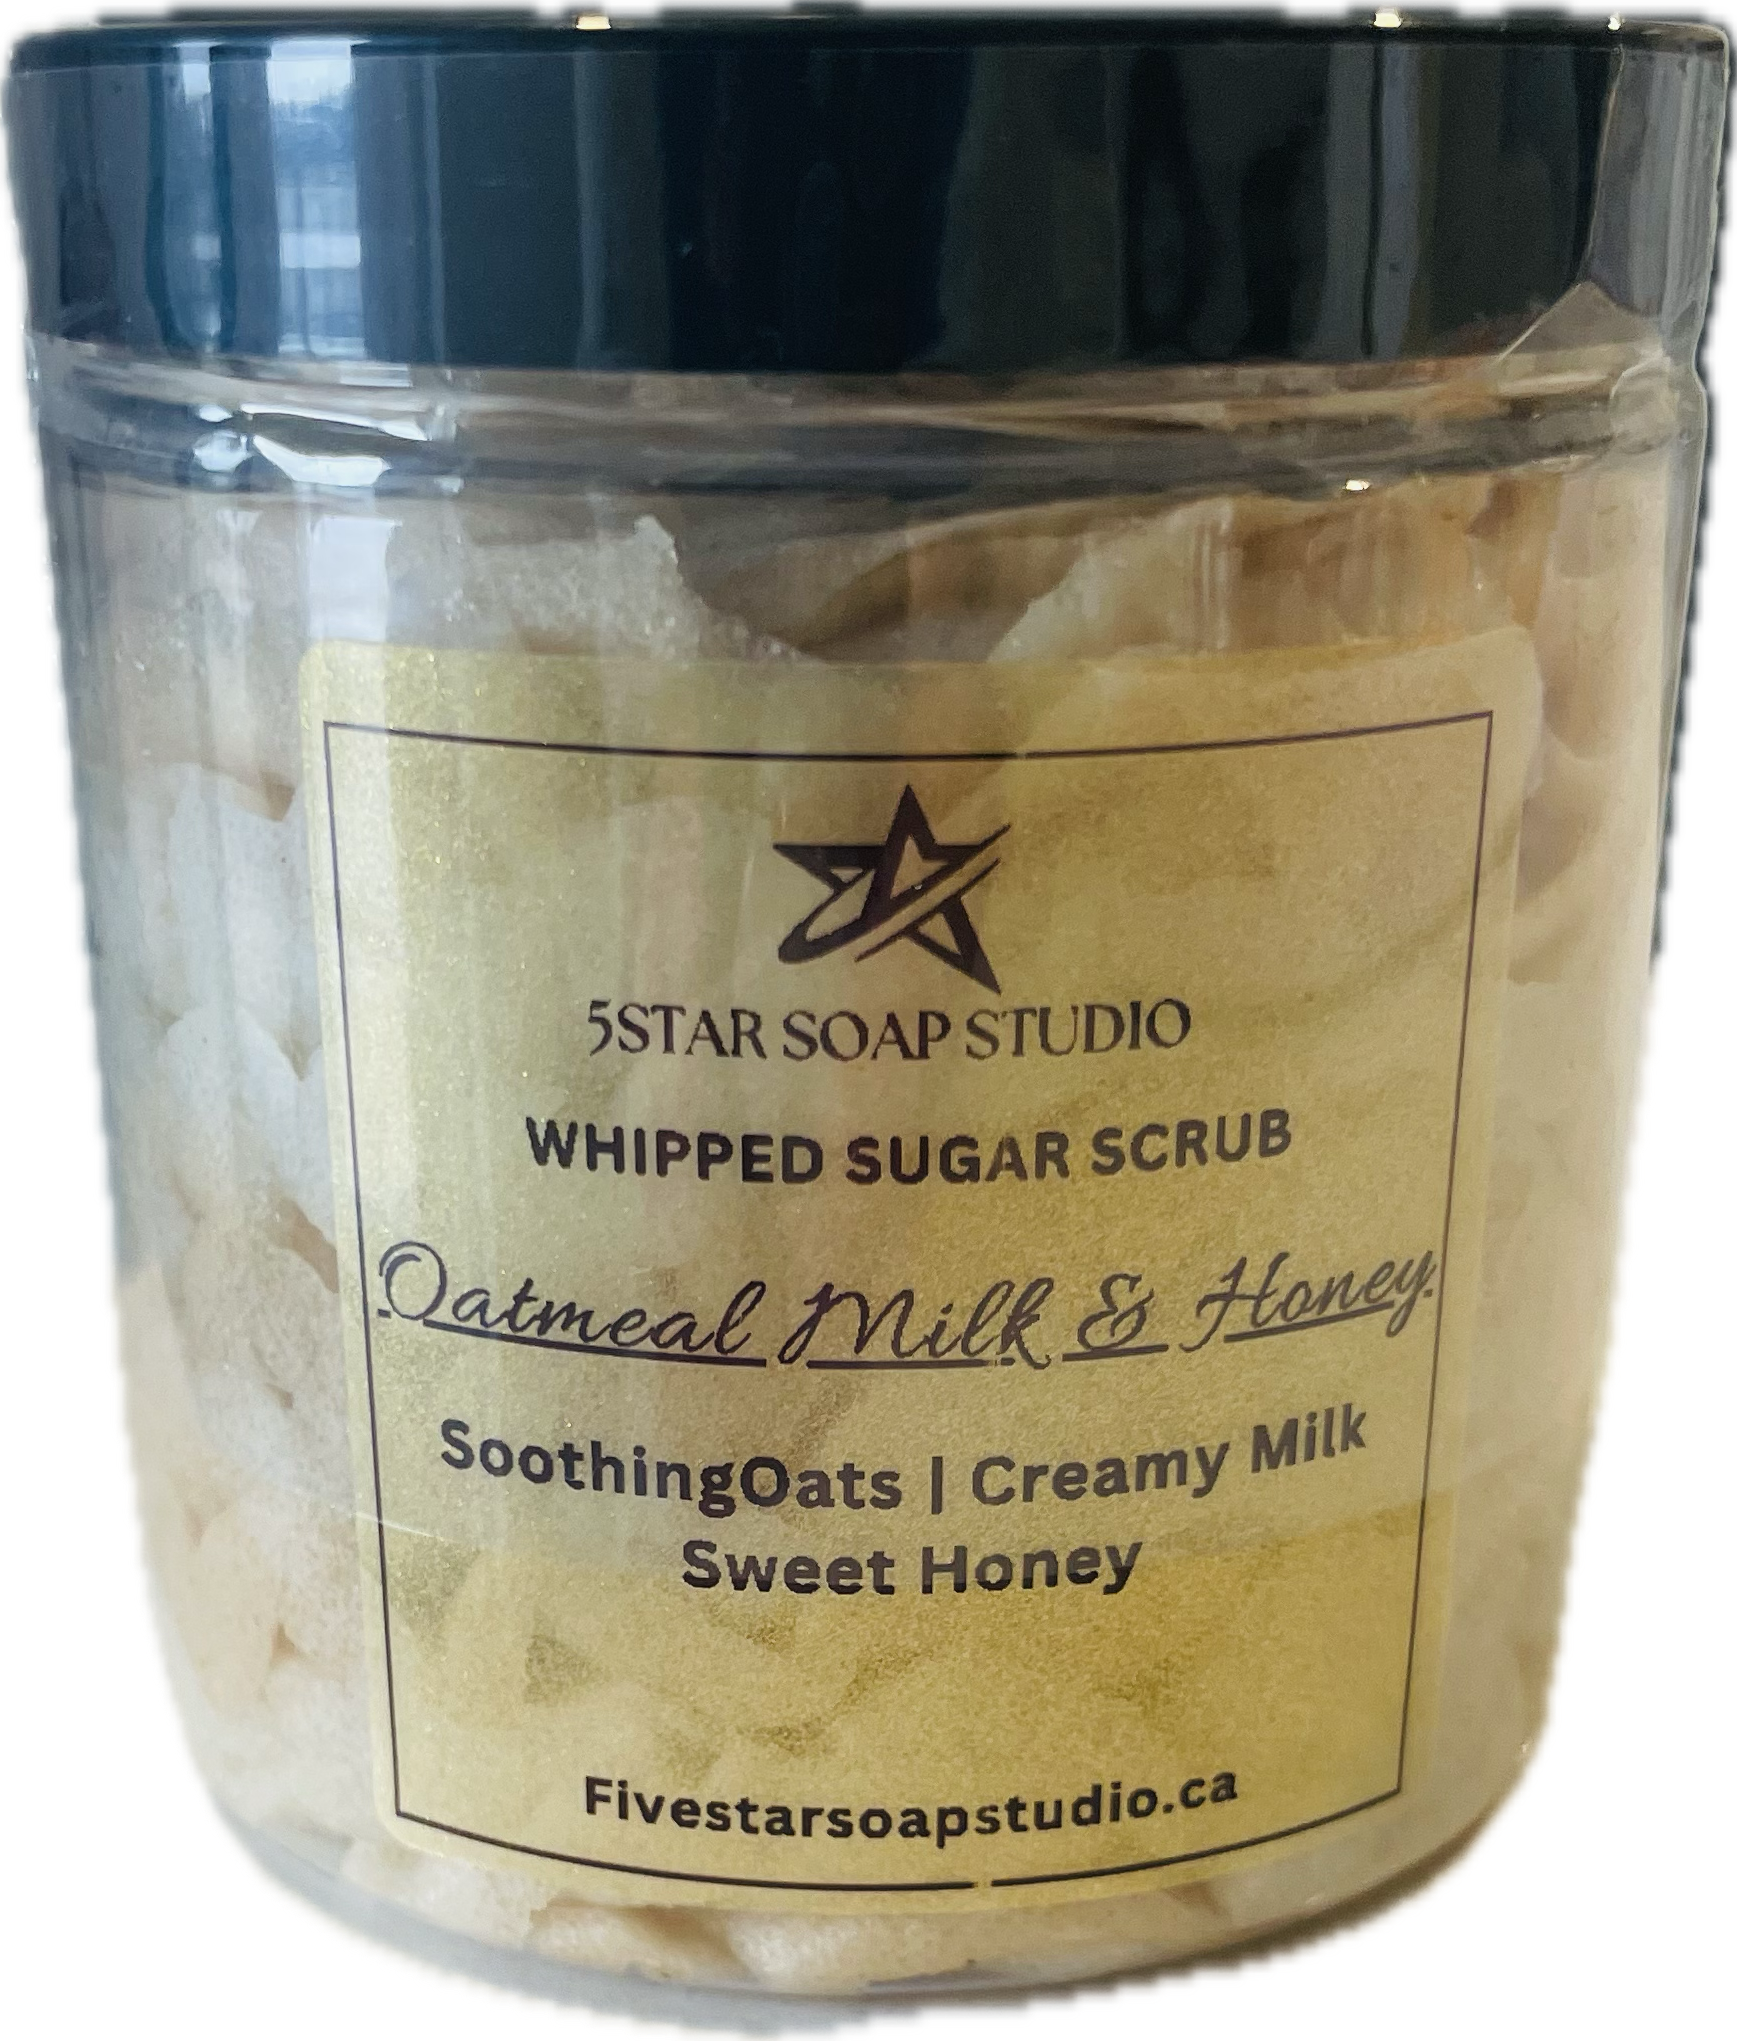 5STAR SOAP STUDIO
WHIPPED SUGAR SCRUB
Oatmeal Milk & Honey
SoothingOats | Creamy Milk
Sweet Honey
Fivestarsoapstudio.ca